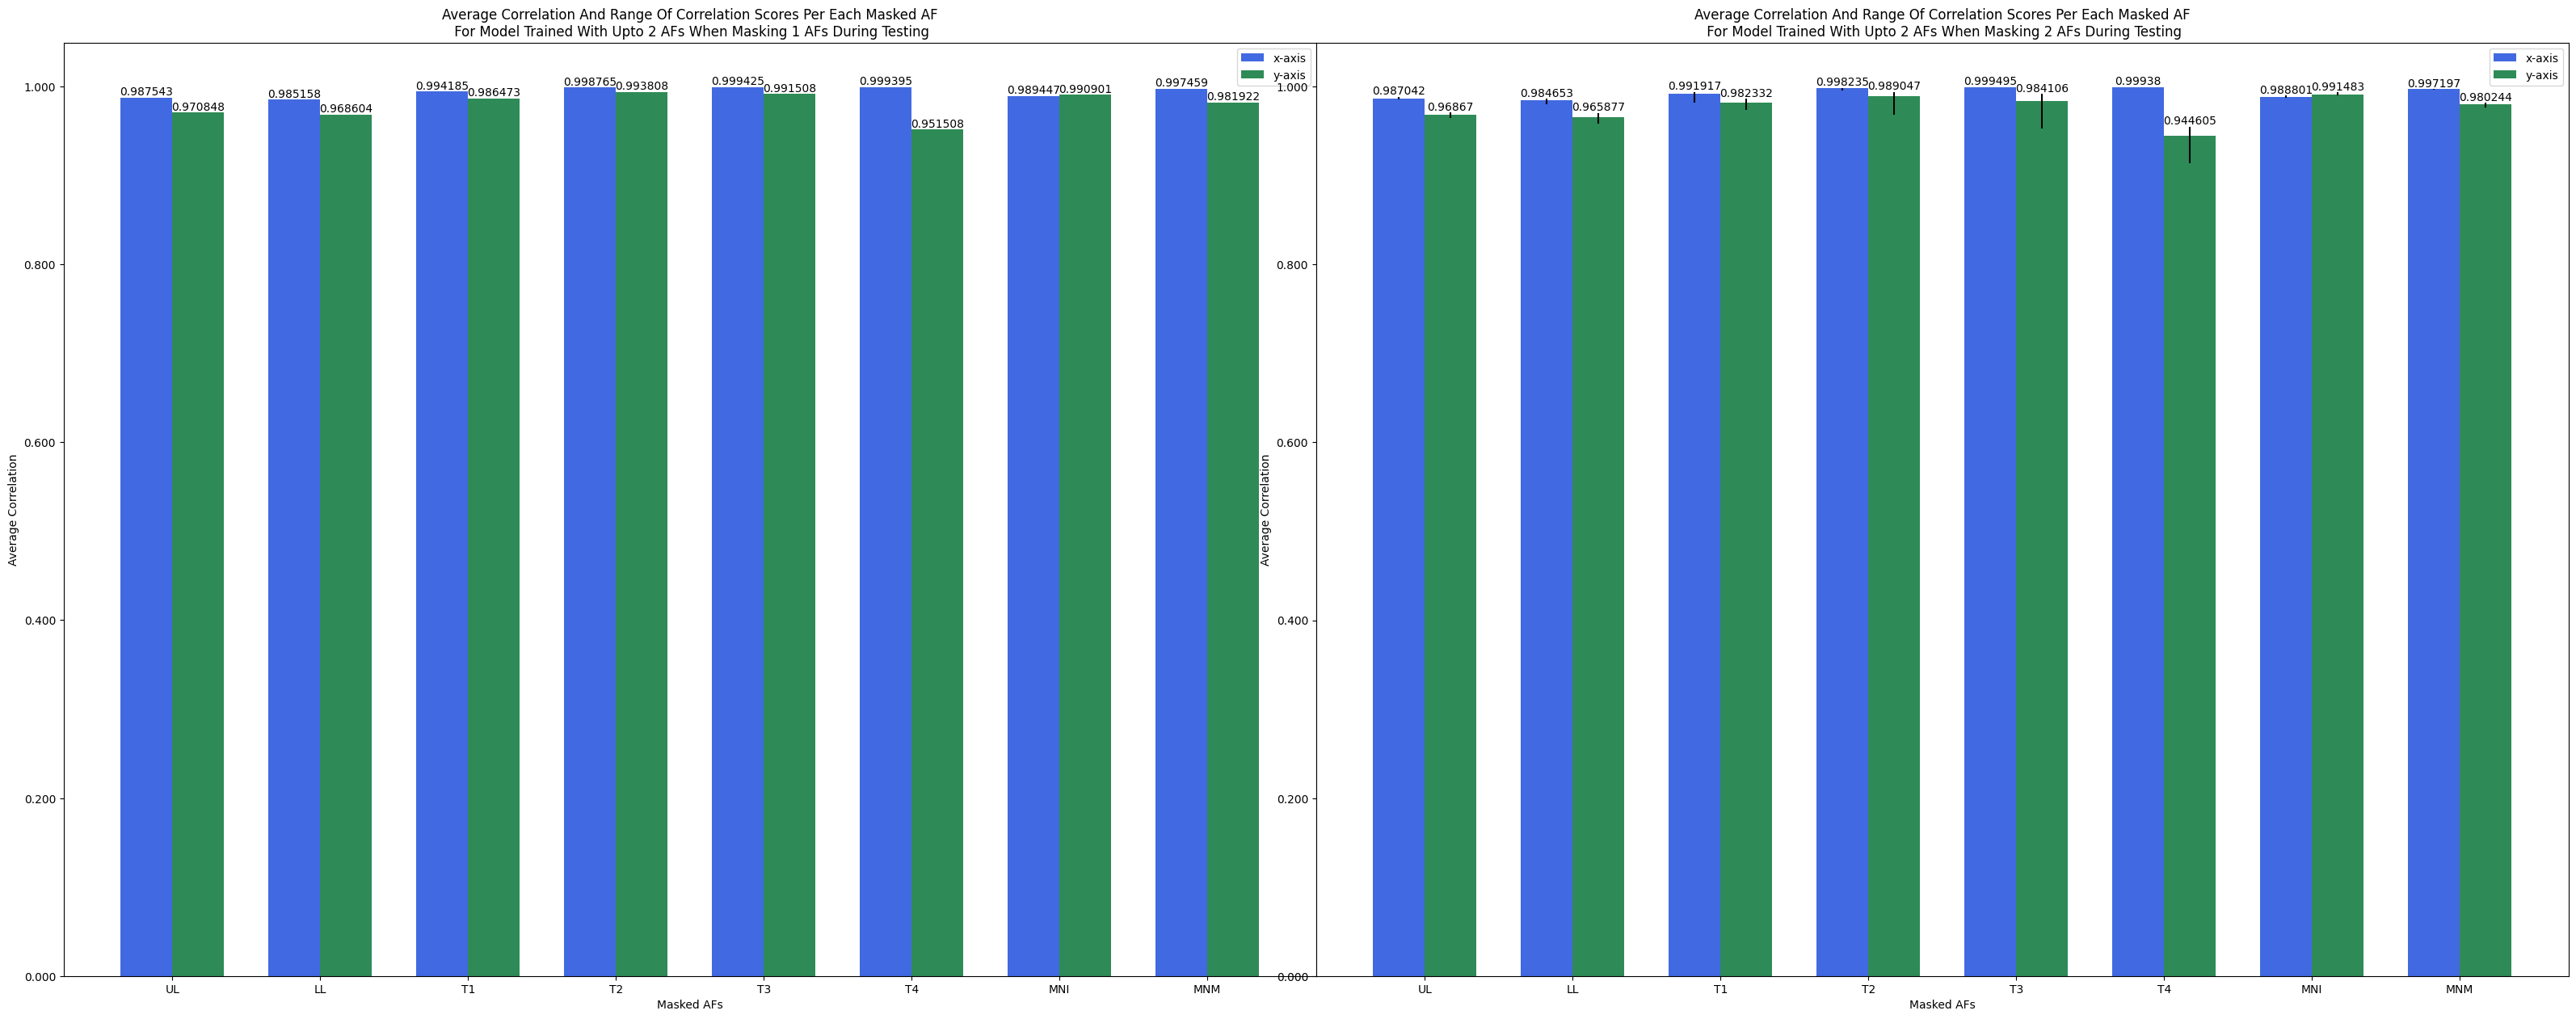 Average Correlation And Range Of Correlation Scores Per Each Masked AF
For Model Trained With Upto 2 AFs When Masking 1 AFs During Testing
x-axis
y-axis
1.000
0.800
0.600
0.400
0.200
0.000
Average Correlation
0.987543
0.970848
0.985158
0.968604
0.994185
0.986473
0.998765
0.993808
0.999425
0.991508
0.999395
0.951508
0.989447
0.990901
0.997459
0.981922
UL
LL
T1
T2
T3
T4
MNI
MNM
Masked AFs
Average Correlation And Range Of Correlation Scores Per Each Masked AF
For Model Trained With Upto 2 AFs When Masking 2 AFs During Testing
x-axis
y-axis
1.000
0.800
0.600
0.400
0.200
0.000
Average Correlation
0.987042
0.96867
0.984653
0.965877
0.991917
0.982332
0.998235
0.989047
0.999495
0.984106
0.99938
0.944605
0.988801
0.991483
0.997197
0.980244
UL
LL
T1
T2
T3
T4
MNI
MNM
Masked AFs